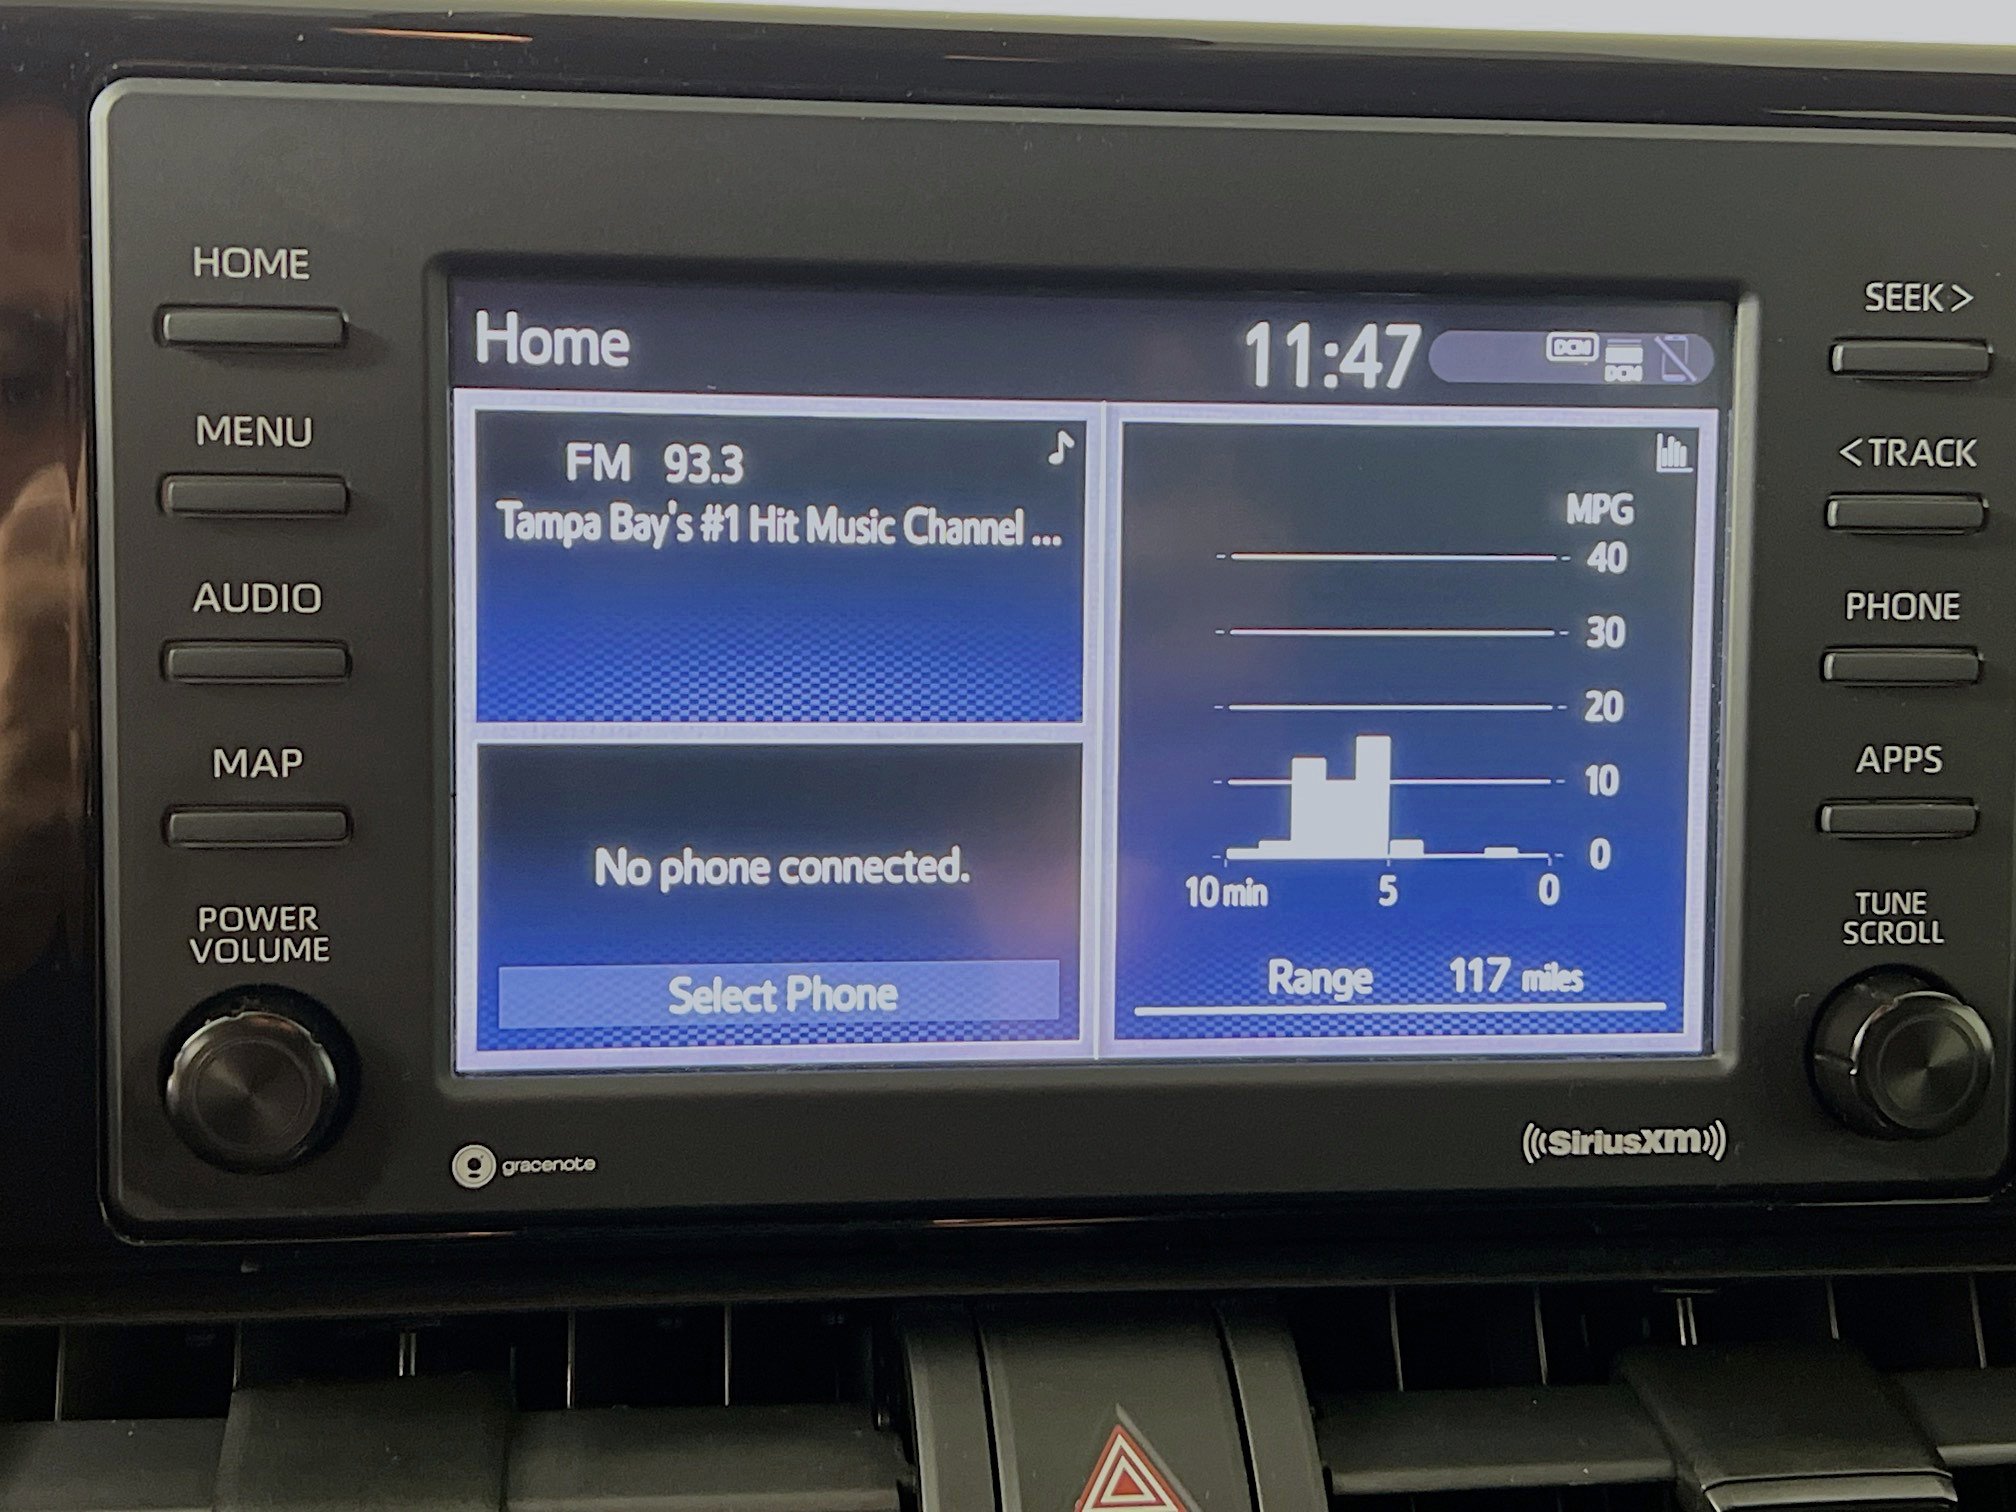 HOME
MENU
AUDIO
MAP
POWER
VOLUME
Home
11:47
DCM
DCM
FM 93.3
Tampa Bay's #1 Hit Music Channel ...
No phone connected.
Select Phone
MPG
40
30
20
10
0
10 min 5 0
Range 117 miles
gracenote
SiriusXM
SEEK >
< TRACK
PHONE
APPS
TUNE
SCROLL